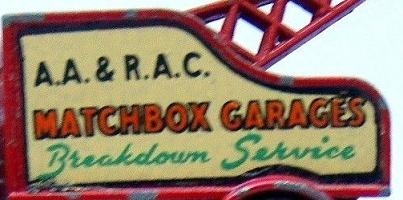 A.A. & R.A.C.
MATCHBOX GARAGES
Breakdown Service